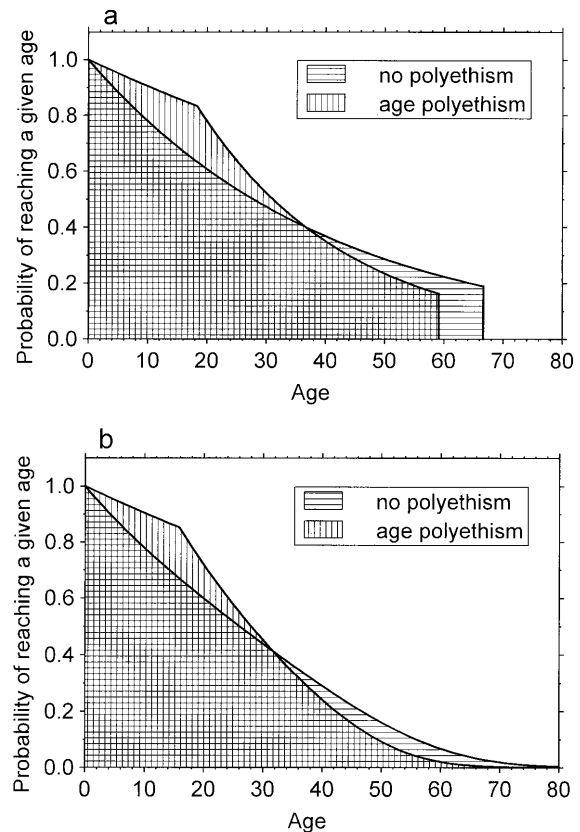 a
Probability of reaching a given age
1.0
0.8
0.6
0.4
0.2
0.0
no polyethism
age polyethism
0 10 20 30 40 50 60 70 80
Age
b
Probability of reaching a given age
1.0
0.8
0.6
0.4
0.2
0.0
no polyethism
age polyethism
0 10 20 30 40 50 60 70 80
Age